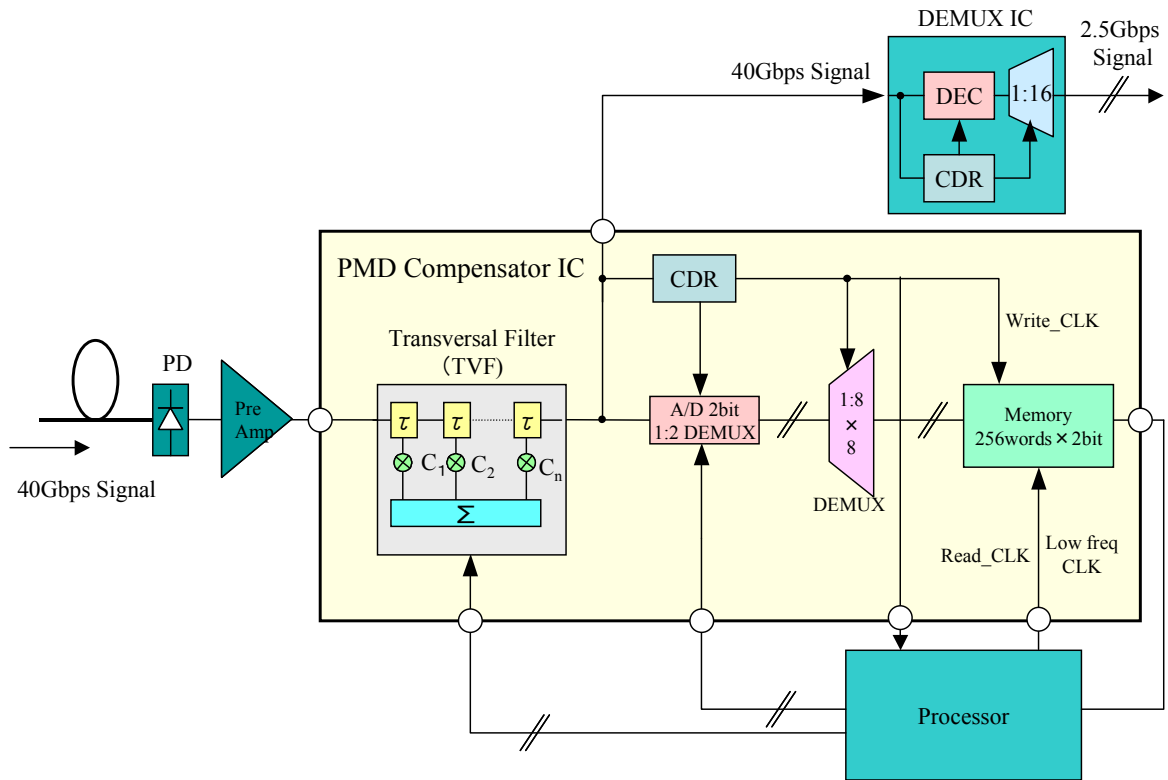 DEMUX IC
2.5Gbps
Signal
40Gbps Signal
DEC
1:16
CDR
PMD Compensator IC
CDR
Write_CLK
Transversal Filter
(TVF)
PD
Pre
Amp
τ
τ
τ
A/D 2bit
1:2 DEMUX
1:8
×
8
Memory
256words × 2bit
C1
C2
Cn
40Gbps Signal
Σ
DEMUX
Read_CLK
Low freq
CLK
Processor